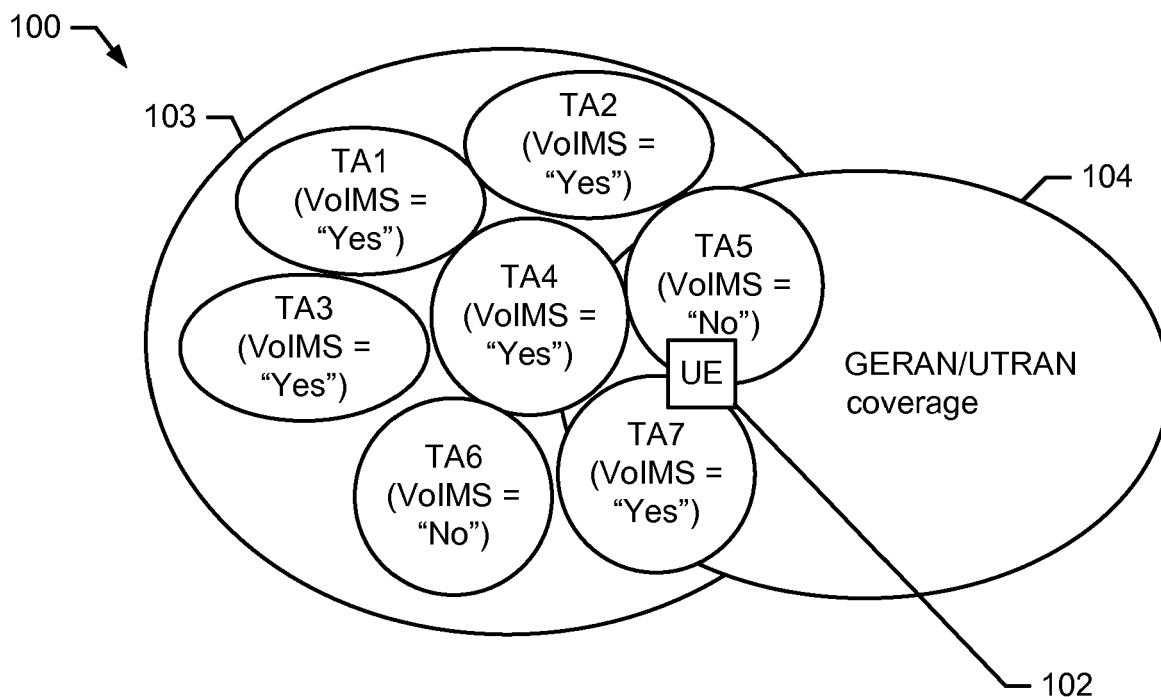 100
103
TA2
(VoIMS =
“Yes”)
TA1
(VoIMS =
“Yes”)
104
TA5
(VoIMS =
“No”)
TA4
(VoIMS =
“Yes”)
TA3
(VoIMS =
“Yes”)
UE
GERAN/UTRAN
coverage
TA7
(VoIMS =
“Yes”)
TA6
(VoIMS =
“No”)
102